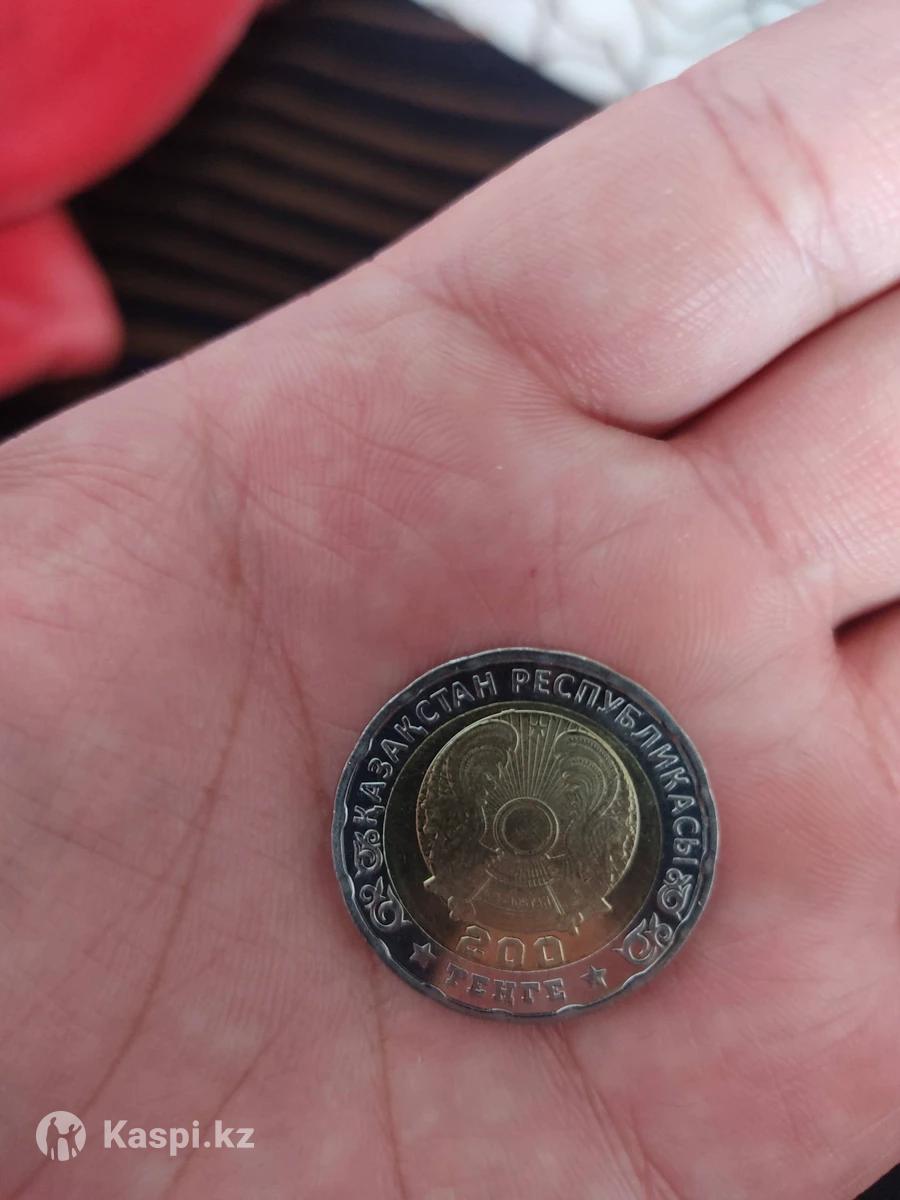 ҚАЗАҚСТАН РЕСПУБЛИКАСЫ
200
ТЕҢГЕ
Kaspi.kz